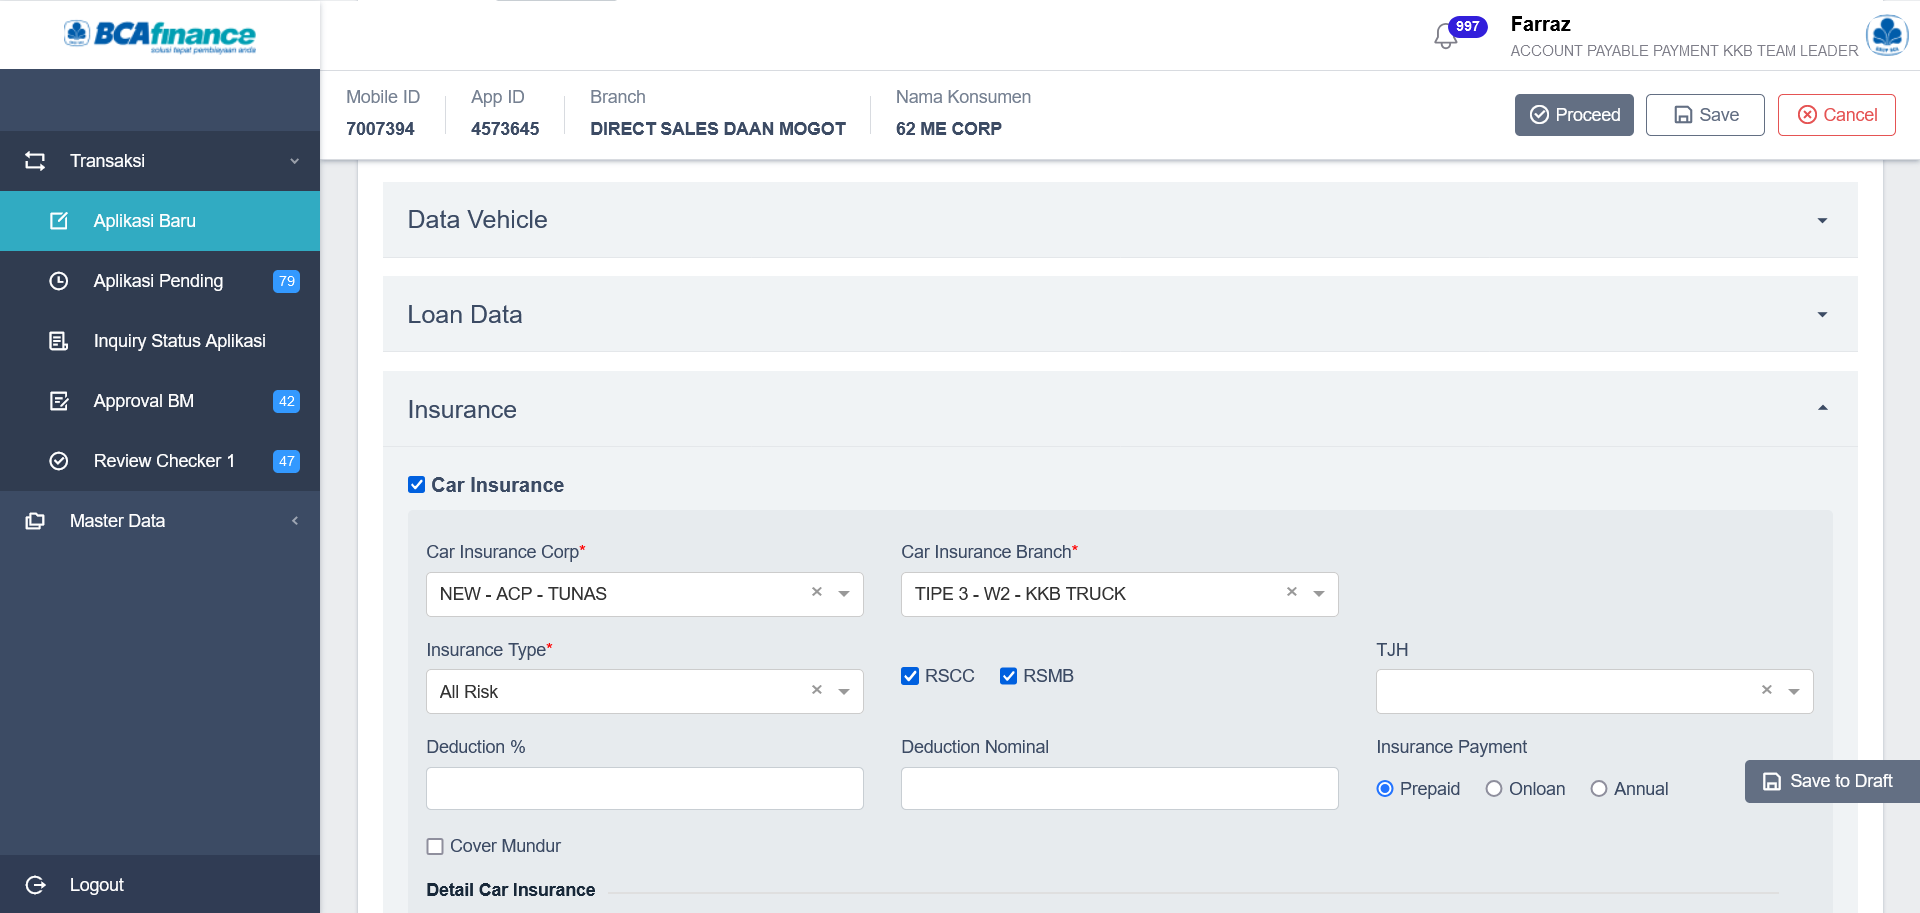 BCAfinance
solusi tepat pembiayaan anda
997
Farraz
ACCOUNT PAYABLE PAYMENT KKB TEAM LEADER
Mobile ID
7007394
App ID
4573645
Branch
DIRECT SALES DAAN MOGOT
Nama Konsumen
62 ME CORP
Proceed
Save
Cancel
Transaksi
Aplikasi Baru
Aplikasi Pending 79
Inquiry Status Aplikasi
Approval BM 42
Review Checker 1 47
Master Data
Logout
Data Vehicle
Loan Data
Insurance
Car Insurance
Car Insurance Corp*
NEW - ACP - TUNAS
Car Insurance Branch*
TIPE 3 - W2 - KKB TRUCK
Insurance Type*
All Risk
RSCC
RSMB
TJH
Deduction %
Deduction Nominal
Insurance Payment
Prepaid
Onloan
Annual
Save to Draft
Cover Mundur
Detail Car Insurance